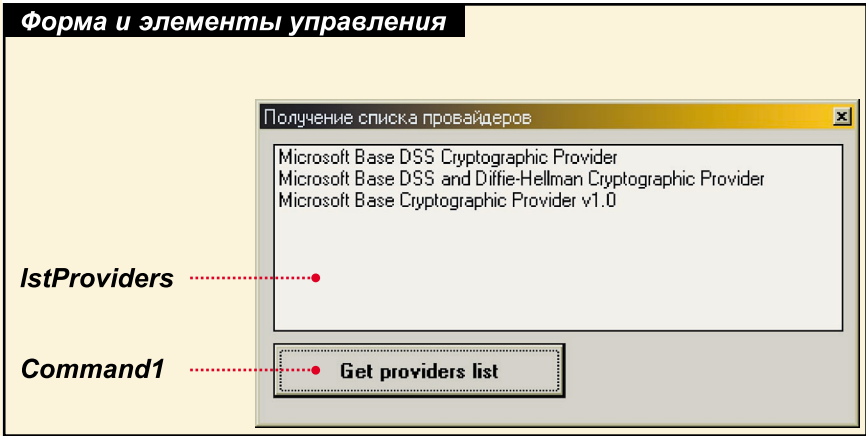 Форма и элементы управления
Получение списка провайдеров
Microsoft Base DSS Cryptographic Provider
Microsoft Base DSS and Diffie-Hellman Cryptographic Provider
Microsoft Base Cryptographic Provider v1.0
lstProviders
Command1
Get providers list